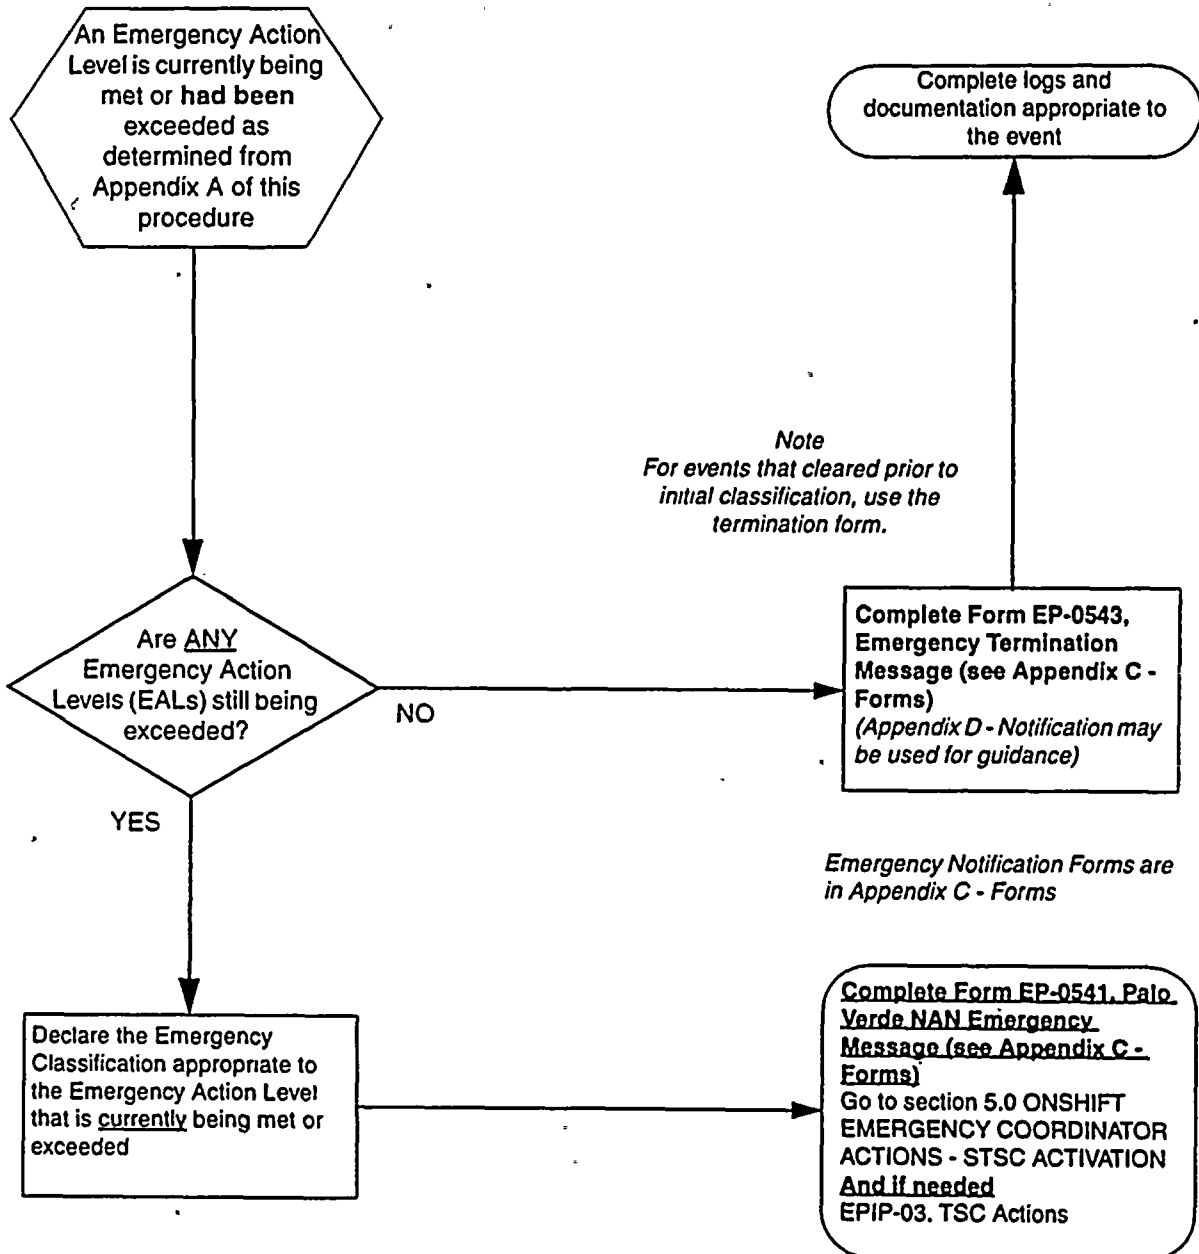 An Emergency Action
Level is currently being
met or had been
exceeded as
determined from
Appendix A of this
procedure
Complete logs and
documentation appropriate to
the event
Note
For events that cleared prior to
initial classification, use the
termination form.
Are ANY
Emergency Action
Levels (EALs) still being
exceeded?
NO
Complete Form EP-0543,
Emergency Termination
Message (see Appendix C -
Forms)
(Appendix D - Notification may
be used for guidance)
YES
Emergency Notification Forms are
in Appendix C - Forms
Declare the Emergency
Classification appropriate to
the Emergency Action Level
that is currently being met or
exceeded
Complete Form EP-0541, Palo
Verde NAN Emergency
Message (see Appendix C -
Forms)
Go to section 5.0 ONSHIFT
EMERGENCY COORDINATOR
ACTIONS - STSC ACTIVATION
And if needed
EPIP-03. TSC Actions